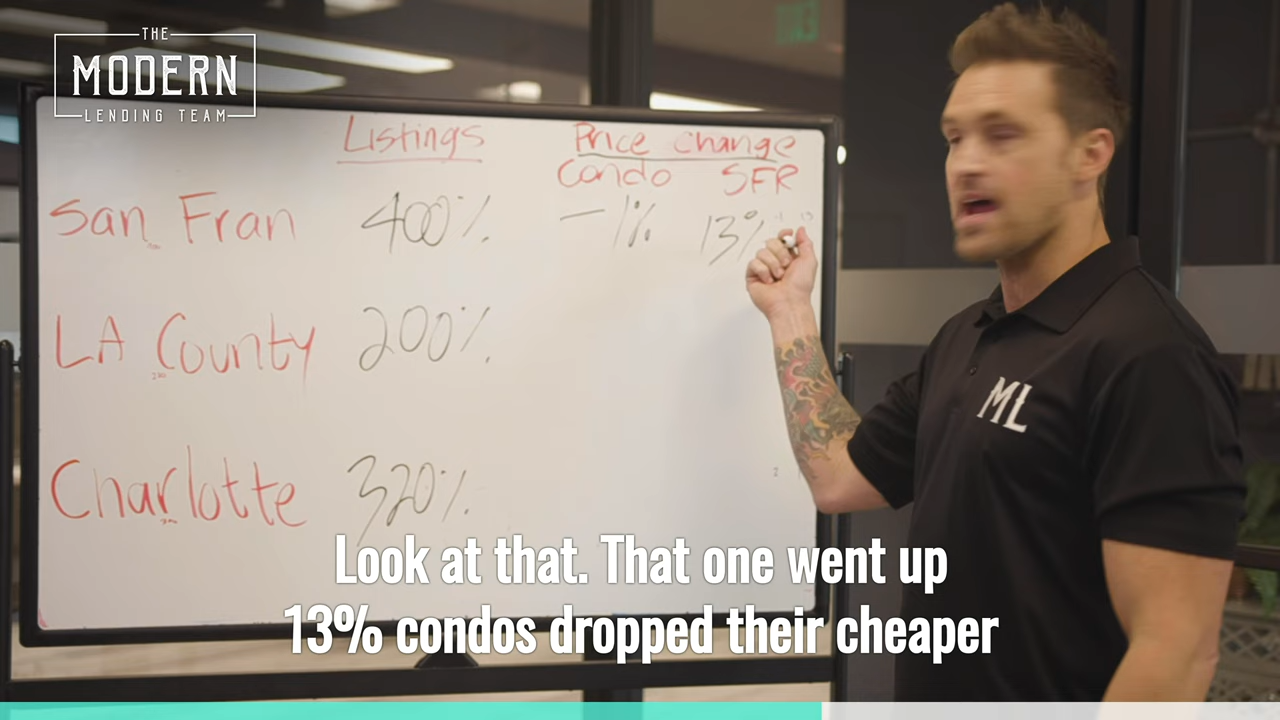 THE
MODERN
LENDING TEAM
Listings
Price Change
Condo SFR
San Fran 400% -1% 13%
LA County 200%
Charlotte 320%
ML
Look at that. That one went up
13% condos dropped their cheaper